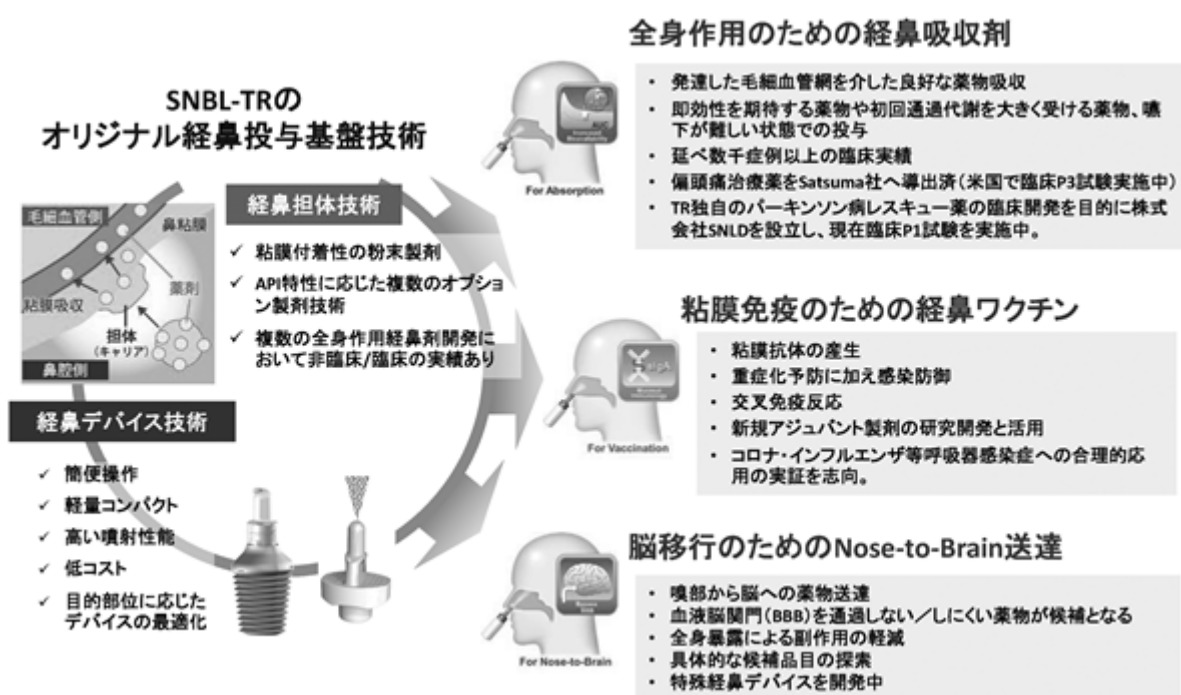 SNBL-TRの
オリジナル経鼻投与基盤技術
毛細血管側
鼻粘膜
粘膜吸収
薬剤
担体
(キャリア)
鼻腔側
経鼻担体技術
✓ 粘膜付着性の粉末製剤
✓ API特性に応じた複数のオプショ
ン製剤技術
✓ 複数の全身作用経鼻剤開発に
おいて非臨床/臨床の実績あり
経鼻デバイス技術
✓ 簡便操作
✓ 軽量コンパクト
✓ 高い噴射性能
✓ 低コスト
✓ 目的部位に応じた
デバイスの最適化
For Absorption
全身作用のための経鼻吸収剤
・ 発達した毛細血管網を介した良好な薬物吸収
・ 即効性を期待する薬物や初回通過代謝を大きく受ける薬物、嚥
下が難しい状態での投与
・ 延べ数千症例以上の臨床実績
・ 偏頭痛治療薬をSatsuma社へ導出済(米国で臨床P3試験実施中)
・ TR独自のパーキンソン病レスキュー薬の臨床開発を目的に株式
会社SNLDを設立し、現在臨床P1試験を実施中。
For Vaccination
粘膜免疫のための経鼻ワクチン
・ 粘膜抗体の産生
・ 重症化予防に加え感染防御
・ 交叉免疫反応
・ 新規アジュバント製剤の研究開発と活用
・ コロナ・インフルエンザ等呼吸器感染症への合理的応
用の実証を志向。
Bypass
BBB
For Nose-to-Brain
脳移行のためのNose-to-Brain送達
・ 嗅部から脳への薬物送達
・ 血液脳関門(BBB)を通過しない／しにくい薬物が候補となる
・ 全身暴露による副作用の軽減
・ 具体的な候補品目の探索
・ 特殊経鼻デバイスを開発中